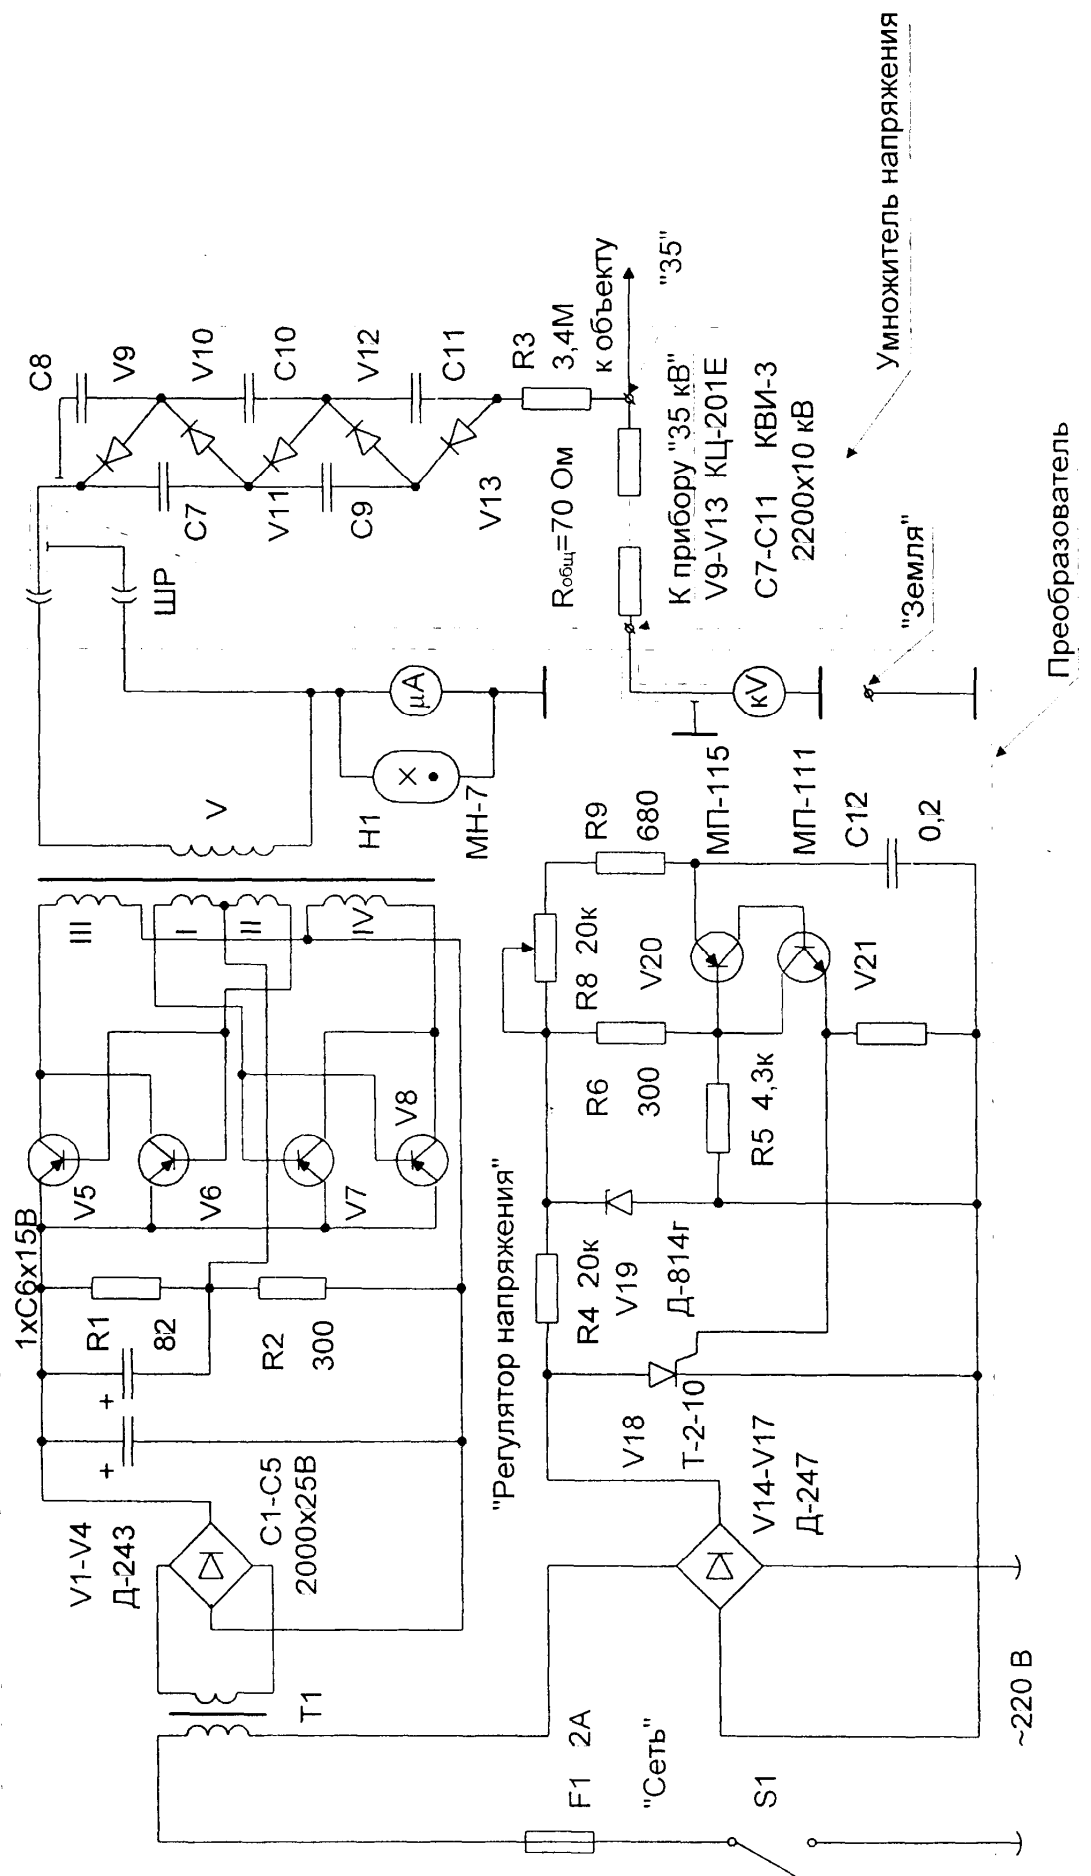 V1-V4
Д-243
1хС6х15В
R1
82
V5
V6
V7
V8
III
I
II
IV
V
ШР
C8
V9
V10
C10
V12
C11
C7
V11
C9
V13
R3
3,4М
к объекту
"35"
C1-C5
2000х25В
R2
300
H1
МН-7
µA
Rобщ=70 Ом
К прибору "35 кВ"
V9-V13 КЦ-201Е
C7-C11 КВИ-3
2200х10 кВ
Умножитель напряжения
T1
"Регулятор напряжения"
R4 20к
V19
Д-814г
V18
Т-2-10
V14-V17
Д-247
R6
300
R5 4,3к
R8 20к
V20
V21
R9
680
МП-115
МП-111
C12
0,2
кV
"Земля"
Преобразователь
F1 2А
"Сеть"
S1
~220 В
+
+